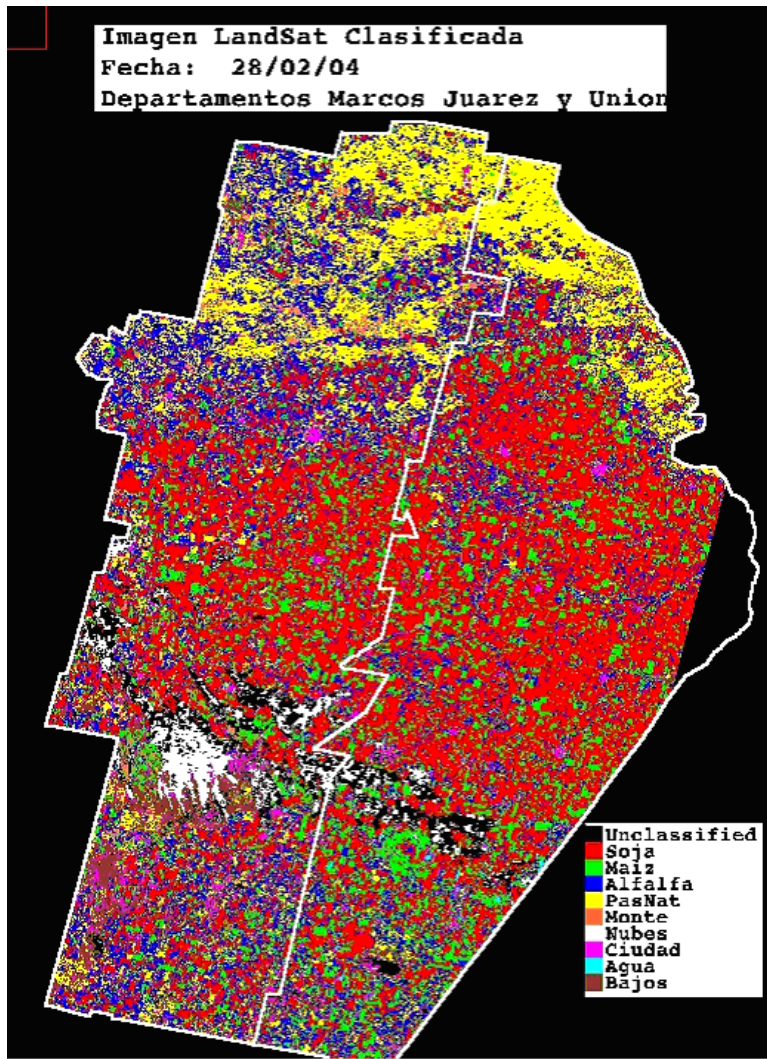 Imagen LandSat Clasificada
Fecha: 28/02/04
Departamentos Marcos Juarez y Union
Unclassified
Soja
Maiz
Alfalfa
PasNat
Monte
Nubes
Ciudad
Agua
Bajos